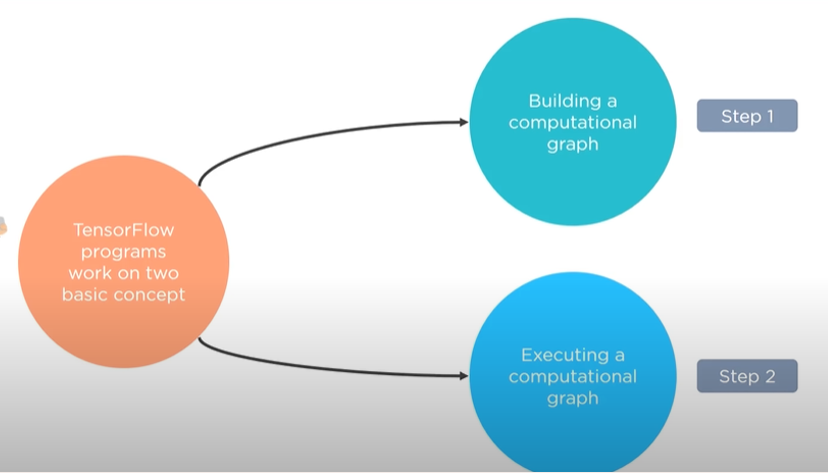 TensorFlow
programs
work on two
basic concept
Building a
computational
graph
Step 1
Executing a
computational
graph
Step 2